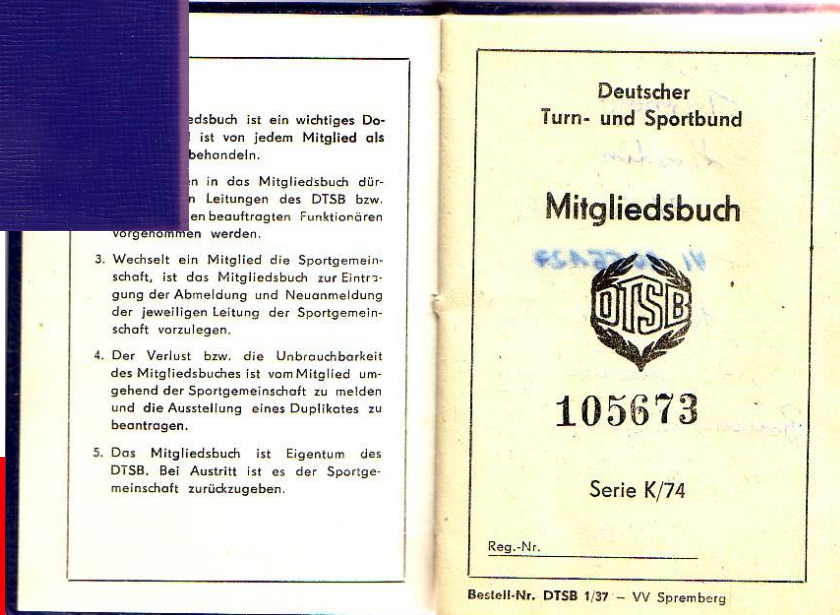 edsbuch ist ein wichtiges Do-
ist von jedem Mitglied als
behandeln.
n in das Mitgliedsbuch dür-
n Leitungen des DTSB bzw.
en beauftragten Funktionären
vorgenommen werden.
3. Wechselt ein Mitglied die Sportgemein-
schaft, ist das Mitgliedsbuch zur Eintra-
gung der Abmeldung und Neuanmeldung
der jeweiligen Leitung der Sportgemein-
schaft vorzulegen.
4. Der Verlust bzw. die Unbrauchbarkeit
des Mitgliedsbuches ist vom Mitglied um-
gehend der Sportgemeinschaft zu melden
und die Ausstellung eines Duplikates zu
beantragen.
5. Das Mitgliedsbuch ist Eigentum des
DTSB. Bei Austritt ist es der Sportge-
meinschaft zurückzugeben.
Deutscher
Turn- und Sportbund
Mitgliedsbuch
DTSB
105673
Serie K/74
Reg.-Nr.
Bestell-Nr. DTSB 1/37 – VV Spremberg